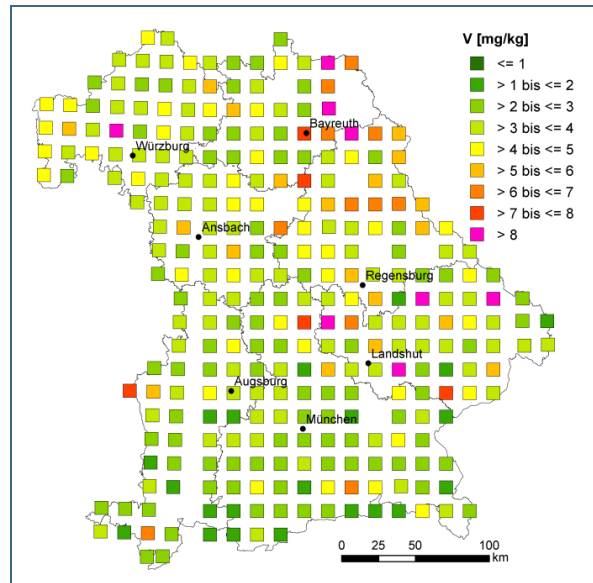 V [mg/kg]
<= 1
> 1 bis <= 2
> 2 bis <= 3
> 3 bis <= 4
> 4 bis <= 5
> 5 bis <= 6
> 6 bis <= 7
> 7 bis <= 8
> 8
Bayreuth
Würzburg
Ansbach
Regensburg
Landshut
Augsburg
München
0 25 50 100
km